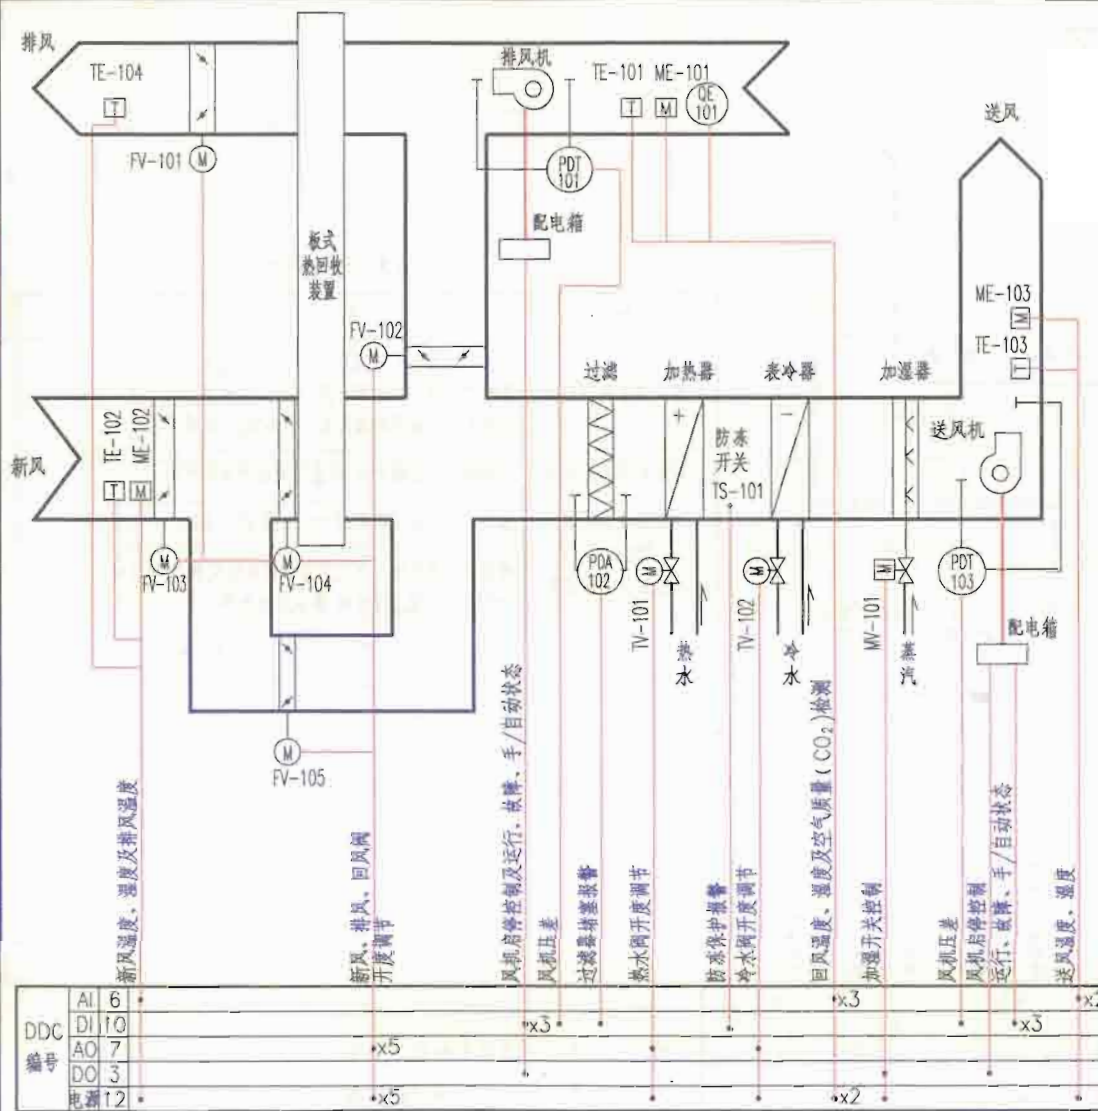 排风
TE-104
T
FV-101
M
板式
热回收
装置
排风机
TE-101
ME-101
T
M
QE
101
PDT
101
配电箱
送风
FV-102
M
ME-103
M
TE-103
T
过滤
加热器
表冷器
加湿器
+
-
防冻
开关
TS-101
送风机
新风
TE-102
ME-102
T
M
M
FV-103
M
FV-104
M
FV-105
PDA
102
M
TV-101
热
水
M
TV-102
冷
水
M
MV-101
蒸
汽
PDT
103
配电箱
新风温度、湿度及排风温度
新风、排风、回风阀
开度调节
风机启停控制及运行、故障、手/自动状态
风机压差
过滤器堵塞报警
热水阀开度调节
防冻保护报警
冷水阀开度调节
回风温度、湿度及空气质量(CO₂)检测
加湿开关控制
风机压差
风机启停控制
运行、故障、手/自动状态
送风温度、湿度
DDC
编号
AI 6 x3 x2
DI 10 x3 x3
AO 7 x5
DO 3
电源 12 x5 x2